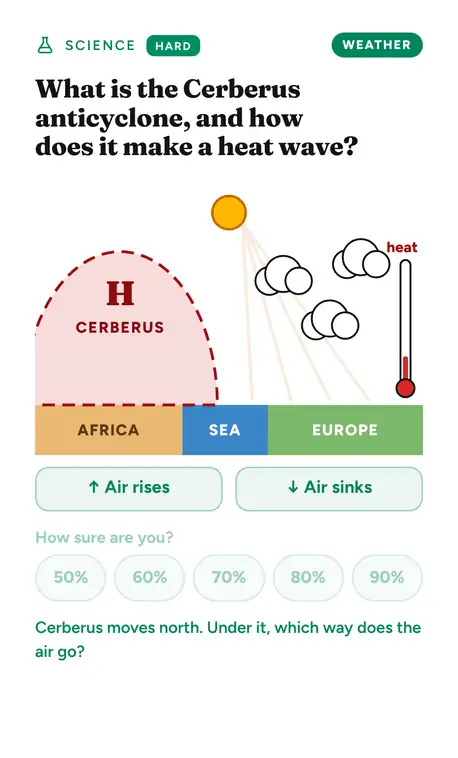 SCIENCE HARD WEATHER
What is the Cerberus
anticyclone, and how
does it make a heat wave?
heat
H
CERBERUS
AFRICA SEA EUROPE
↑ Air rises ↓ Air sinks
How sure are you?
50% 60% 70% 80% 90%
Cerberus moves north. Under it, which way does the
air go?